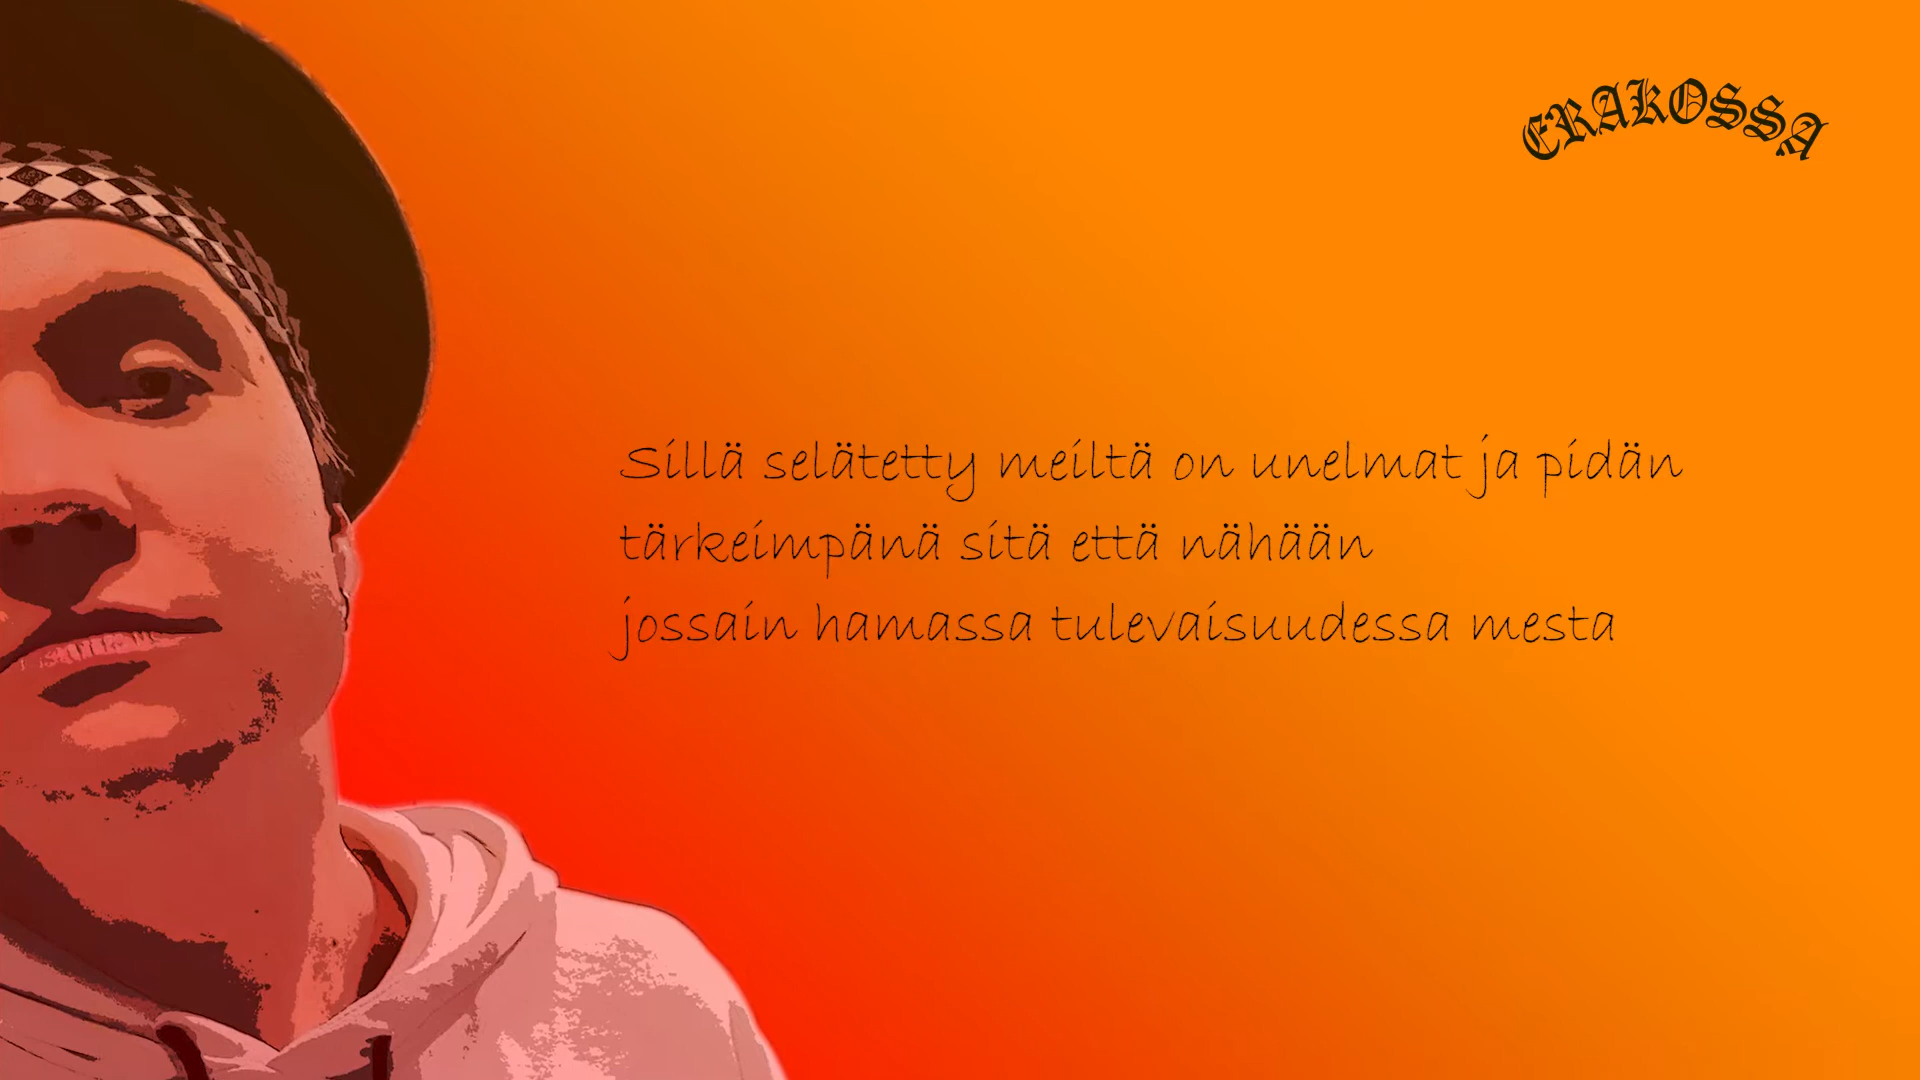 ERAKOSSA
Sillä selätetty meiltä on unelmat ja pidän
tärkeimpänä sitä että nähään
jossain hamassa tulevaisuudessa mesta